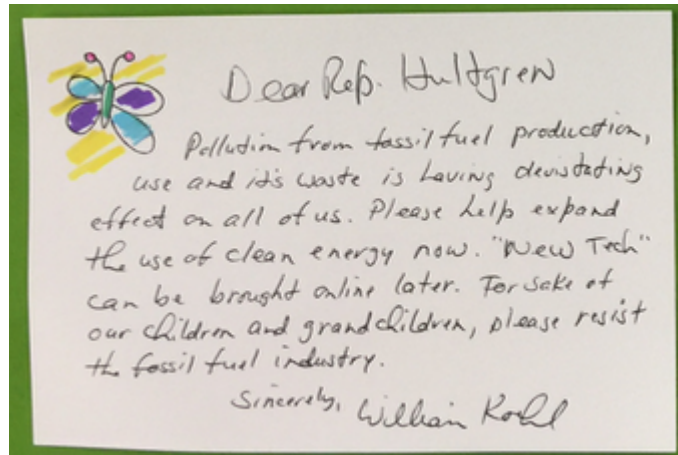 Dear Rep. Hultgren
Pollution from fossil fuel production,
use and it's waste is having devistating
effect on all of us. Please help expand
the use of clean energy now. "New Tech"
can be brought online later. For sake of
our children and grandchildren, please resist
the fossil fuel industry.
Sincerely, William